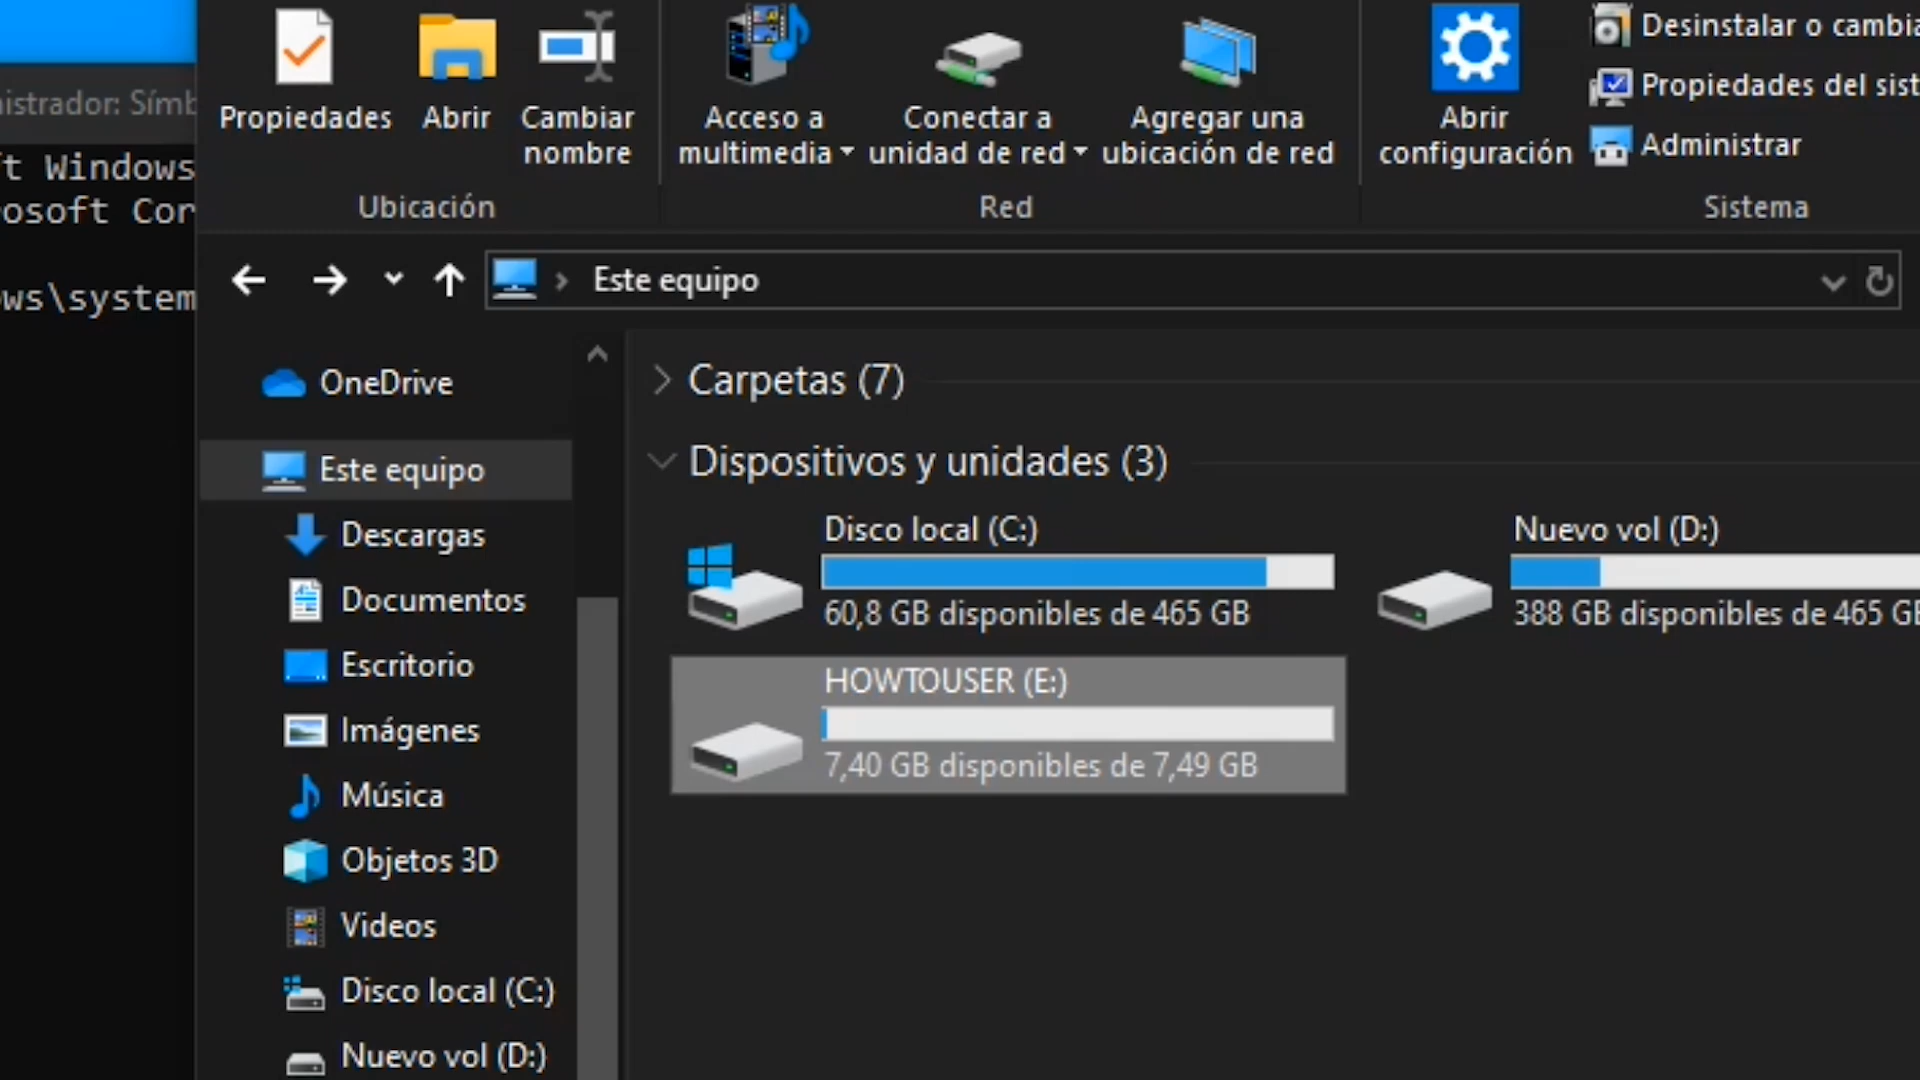 Propiedades
Abrir
Cambiar
nombre
Ubicación
Acceso a
multimedia
Conectar a
unidad de red
Agregar una
ubicación de red
Red
Abrir
configuración
Desinstalar o cambia
Propiedades del sist
Administrar
Sistema
istrador: Símb
t Windows
osoft Cor
ws\system
Este equipo
OneDrive
Este equipo
Descargas
Documentos
Escritorio
Imágenes
Música
Objetos 3D
Videos
Disco local (C:)
Nuevo vol (D:)
Carpetas (7)
Dispositivos y unidades (3)
Disco local (C:)
60,8 GB disponibles de 465 GB
Nuevo vol (D:)
388 GB disponibles de 465 GB
HOWTOUSER (E:)
7,40 GB disponibles de 7,49 GB